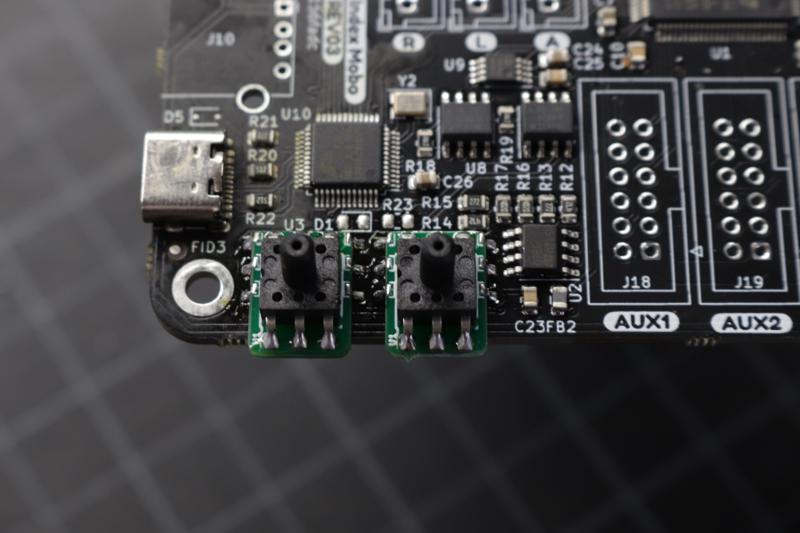 J10
REV03
Index Mobo
R
L
A
U9
C24
C25
C10
U1
Y2
D5
R21
U10
R20
R22
R18
U8
C26
R19
R17
R16
R13
R12
R15
R14
R23
U3
D1
FID3
U2
C23
FB2
J18
J19
AUX1
AUX2